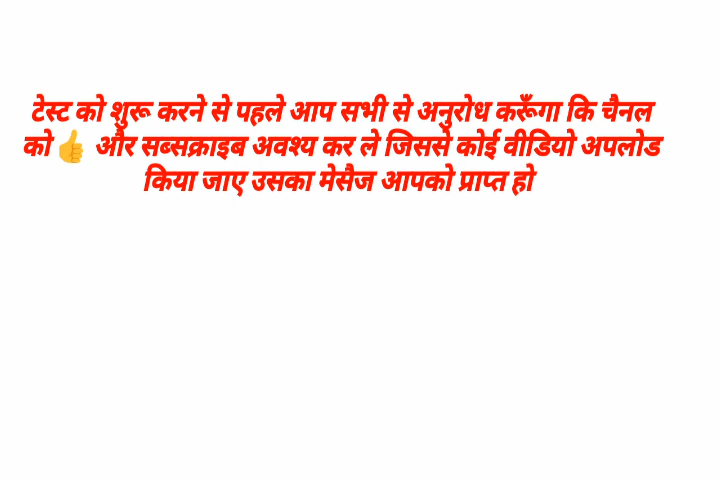 टेस्ट को शुरू करने से पहले आप सभी से अनुरोध करूँगा कि चैनल
को 👍 और सब्सक्राइब अवश्य कर ले जिससे कोई वीडियो अपलोड
किया जाए उसका मेसैज आपको प्राप्त हो